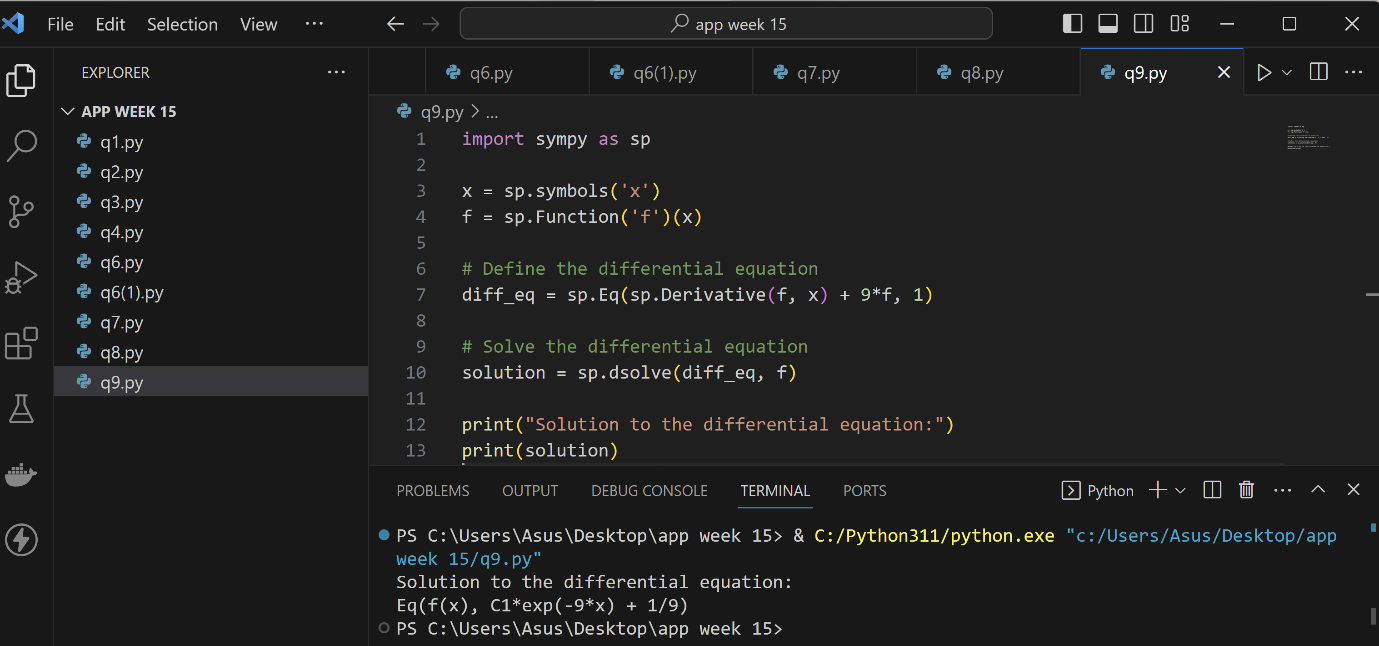 File Edit Selection View ...
app week 15
EXPLORER ...
APP WEEK 15
q1.py
q2.py
q3.py
q4.py
q6.py
q6(1).py
q7.py
q8.py
q9.py
q6.py q6(1).py q7.py q8.py q9.py
q9.py > ...
1 import sympy as sp
2
3 x = sp.symbols('x')
4 f = sp.Function('f')(x)
5
6 # Define the differential equation
7 diff_eq = sp.Eq(sp.Derivative(f, x) + 9*f, 1)
8
9 # Solve the differential equation
10 solution = sp.dsolve(diff_eq, f)
11
12 print("Solution to the differential equation:")
13 print(solution)
PROBLEMS OUTPUT DEBUG CONSOLE TERMINAL PORTS Python
PS C:\Users\Asus\Desktop\app week 15> & C:/Python311/python.exe "c:/Users/Asus/Desktop/app
week 15/q9.py"
Solution to the differential equation:
Eq(f(x), C1*exp(-9*x) + 1/9)
PS C:\Users\Asus\Desktop\app week 15>